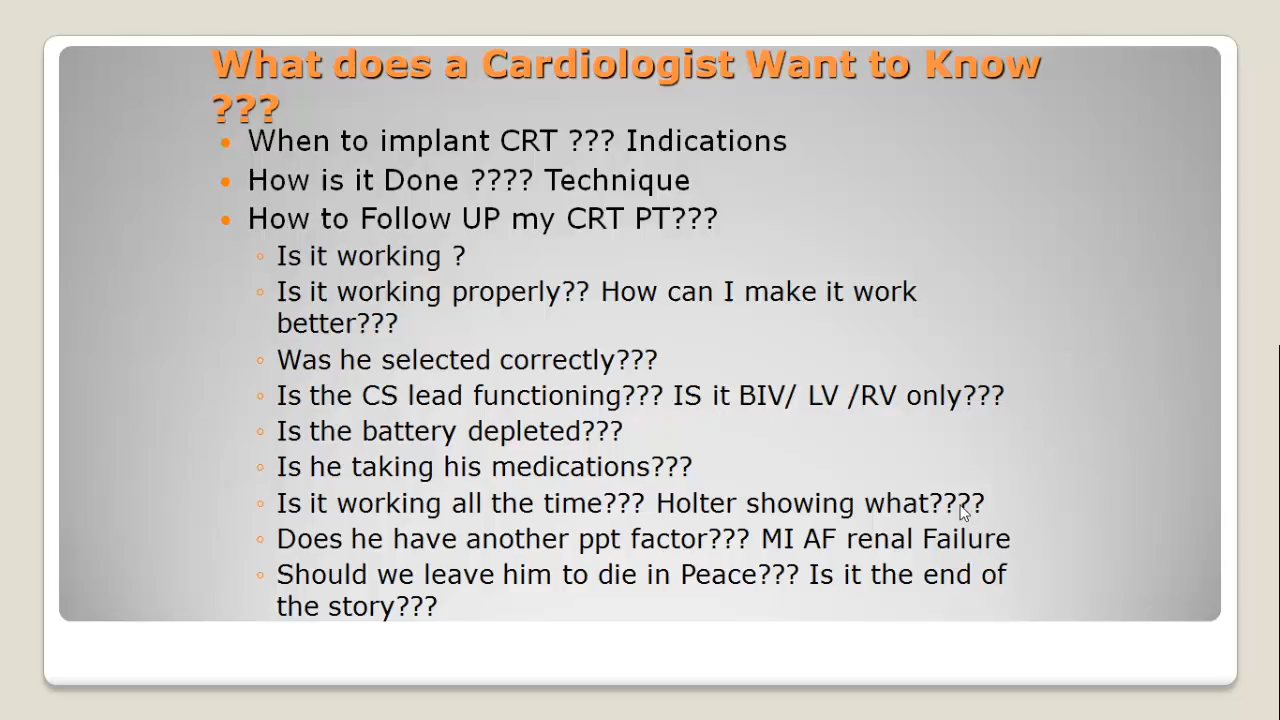 What does a Cardiologist Want to Know
???
• When to implant CRT ??? Indications
• How is it Done ???? Technique
• How to Follow UP my CRT PT???
◦ Is it working ?
◦ Is it working properly?? How can I make it work
better???
◦ Was he selected correctly???
◦ Is the CS lead functioning??? IS it BIV/ LV /RV only???
◦ Is the battery depleted???
◦ Is he taking his medications???
◦ Is it working all the time??? Holter showing what????
◦ Does he have another ppt factor??? MI AF renal Failure
◦ Should we leave him to die in Peace??? Is it the end of
the story???